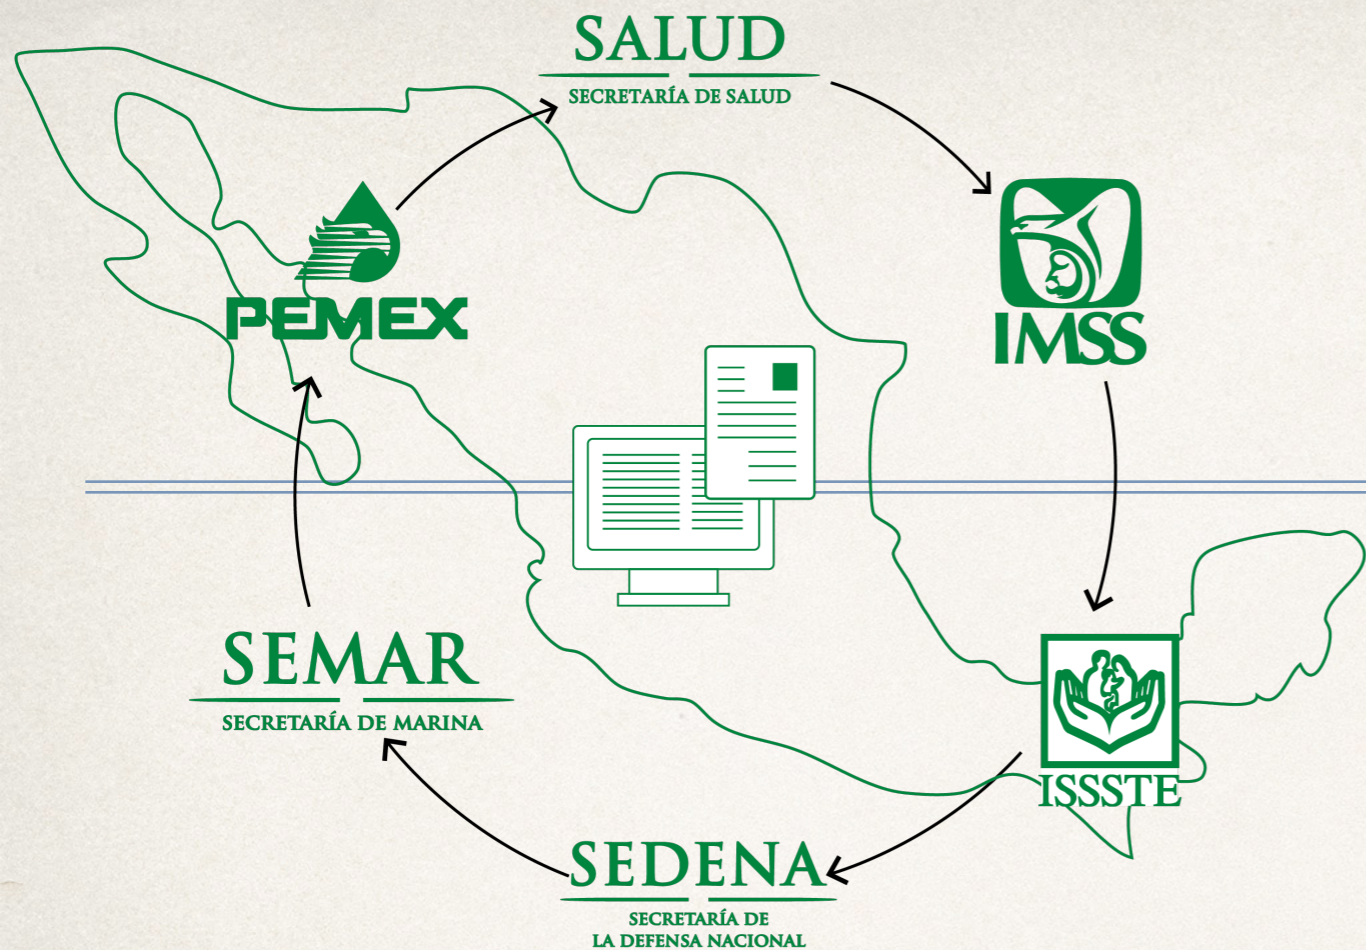 SALUD
SECRETARÍA DE SALUD
PEMEX
IMSS
SEMAR
SECRETARÍA DE MARINA
ISSSTE
SEDENA
SECRETARÍA DE
LA DEFENSA NACIONAL